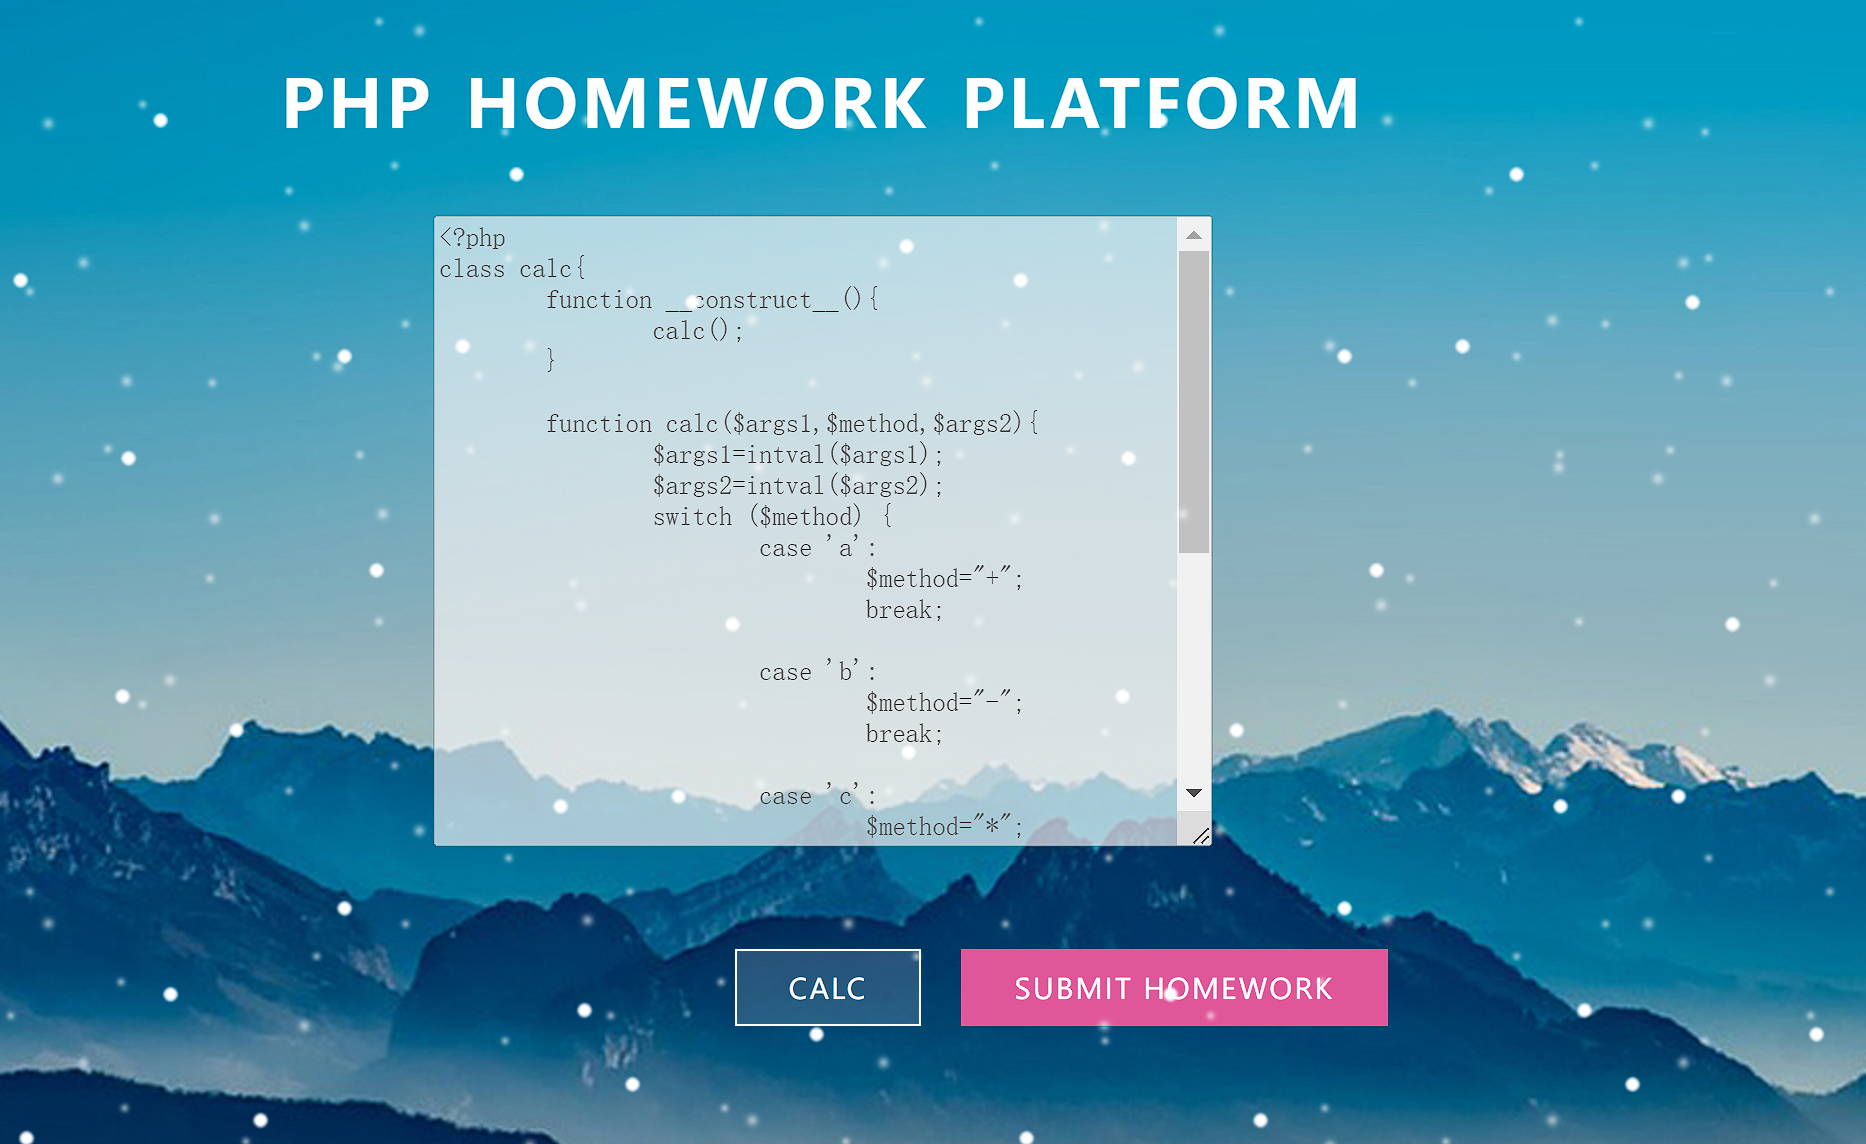 PHP HOMEWORK PLATFORM
<?php
class calc{
        function __construct__(){
                calc();
        }
        function calc($args1,$method,$args2){
                $args1=intval($args1);
                $args2=intval($args2);
                switch ($method) {
                        case 'a':
                                $method="+";
                                break;
                        case 'b':
                                $method="-";
                                break;
                        case 'c':
                                $method="*";
CALC
SUBMIT HOMEWORK